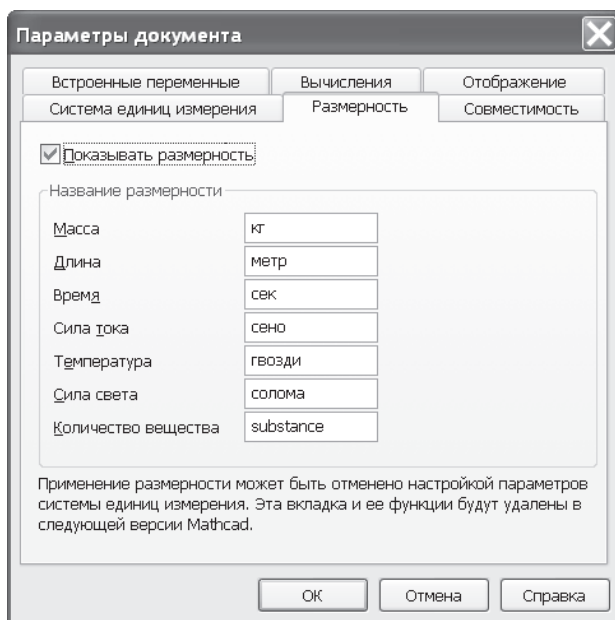 Параметры документа
Встроенные переменные Вычисления Отображение
Система единиц измерения Размерность Совместимость
Показывать размерность
Название размерности
Масса кг
Длина метр
Время сек
Сила тока сено
Температура гвозди
Сила света солома
Количество вещества substance
Применение размерности может быть отменено настройкой параметров
системы единиц измерения. Эта вкладка и ее функции будут удалены в
следующей версии Mathcad.
ОК Отмена Справка